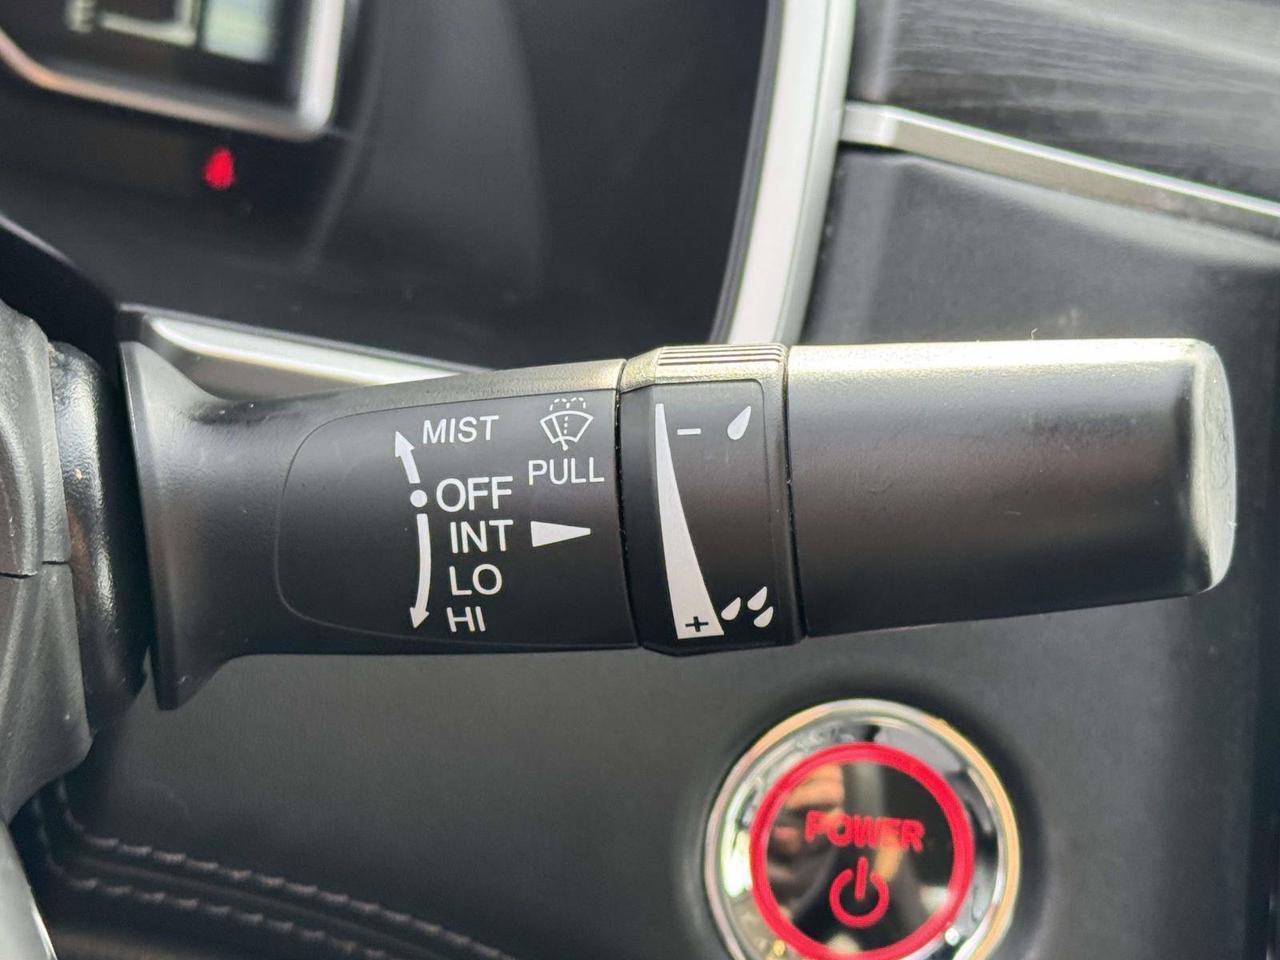 E
MIST
PULL
OFF
INT
LO
HI
-
+
POWER